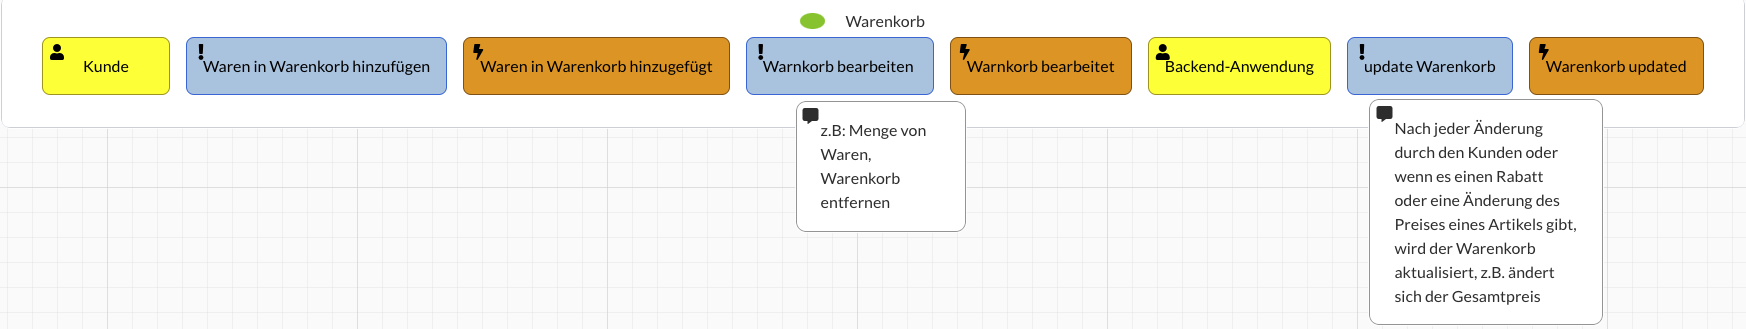 Warenkorb
Kunde
Waren in Warenkorb hinzufügen
Waren in Warenkorb hinzugefügt
Warnkorb bearbeiten
Warnkorb bearbeitet
Backend-Anwendung
update Warenkorb
Warenkorb updated
z.B: Menge von
Waren,
Warenkorb
entfernen
Nach jeder Änderung
durch den Kunden oder
wenn es einen Rabatt
oder eine Änderung des
Preises eines Artikels gibt,
wird der Warenkorb
aktualisiert, z.B. ändert
sich der Gesamtpreis